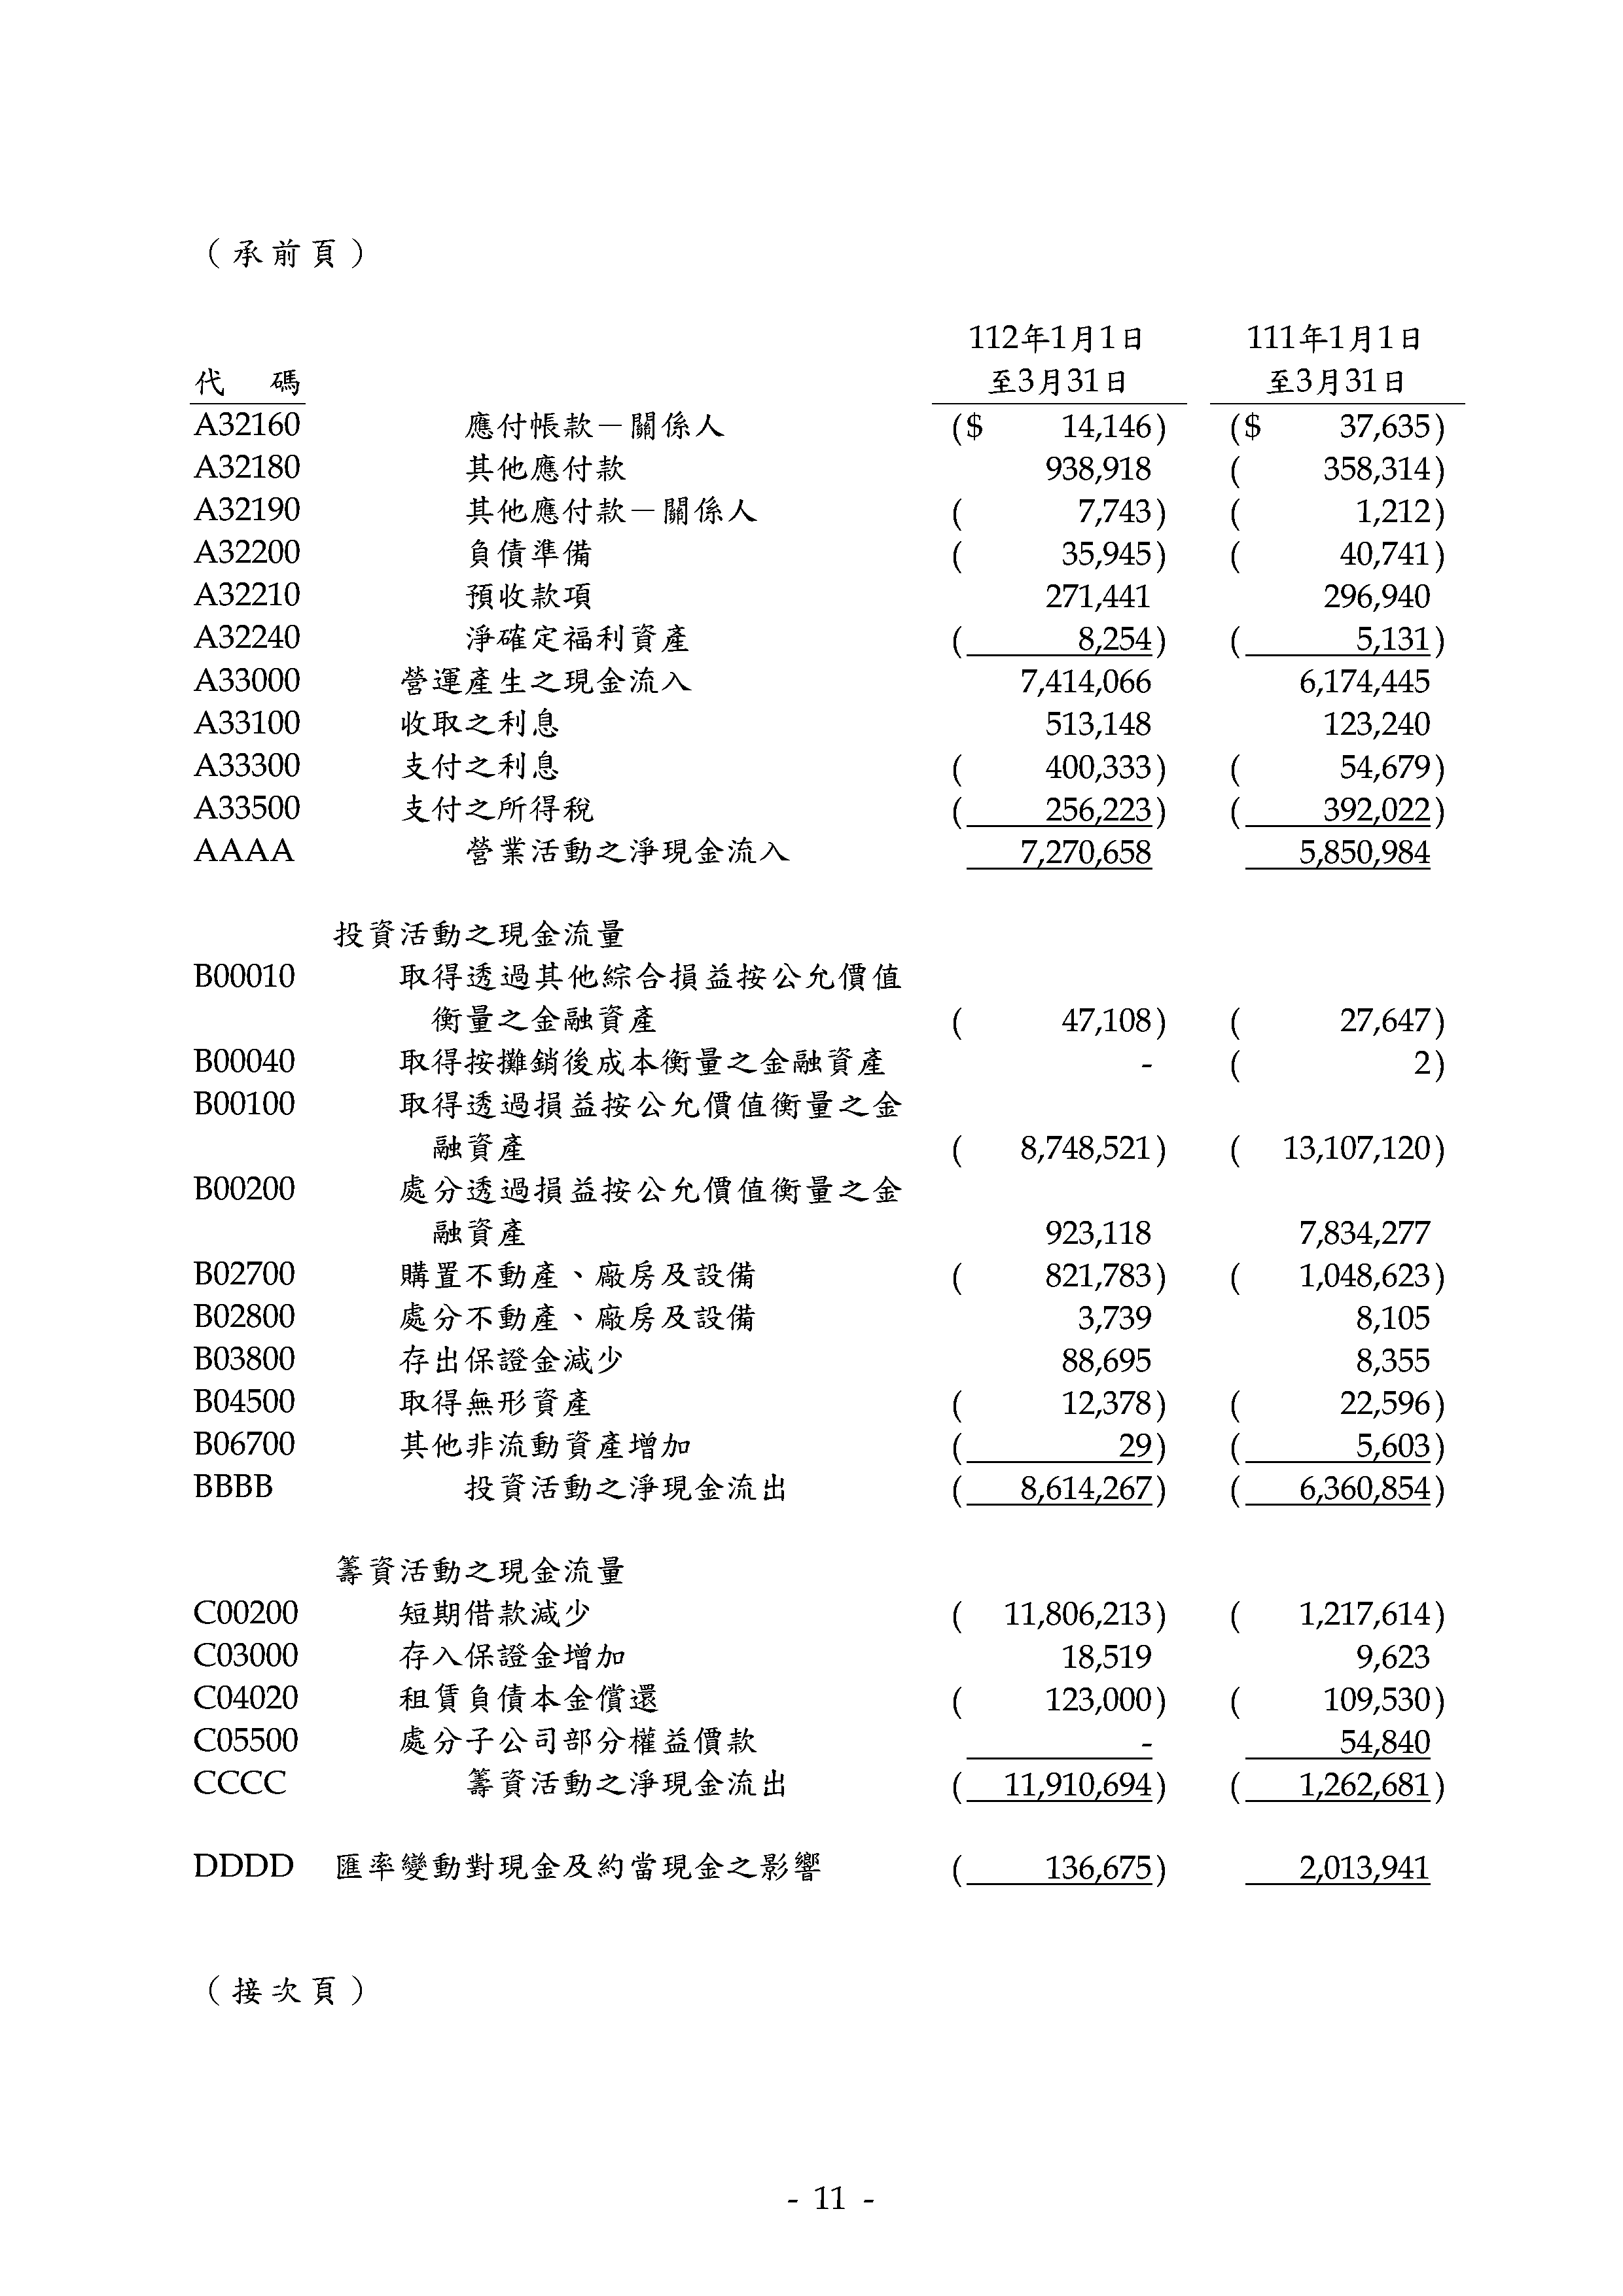 （承前頁）
112年1月1日 111年1月1日
代 碼 至3月31日 至3月31日
A32160 應付帳款－關係人 ($ 14,146) ($ 37,635)
A32180 其他應付款 938,918 ( 358,314)
A32190 其他應付款－關係人 ( 7,743) ( 1,212)
A32200 負債準備 ( 35,945) ( 40,741)
A32210 預收款項 271,441 296,940
A32240 淨確定福利資產 ( 8,254) ( 5,131)
A33000 營運產生之現金流入 7,414,066 6,174,445
A33100 收取之利息 513,148 123,240
A33300 支付之利息 ( 400,333) ( 54,679)
A33500 支付之所得稅 ( 256,223) ( 392,022)
AAAA 營業活動之淨現金流入 7,270,658 5,850,984
投資活動之現金流量
B00010 取得透過其他綜合損益按公允價值
衡量之金融資產 ( 47,108) ( 27,647)
B00040 取得按攤銷後成本衡量之金融資產 - ( 2)
B00100 取得透過損益按公允價值衡量之金
融資產 ( 8,748,521) ( 13,107,120)
B00200 處分透過損益按公允價值衡量之金
融資產 923,118 7,834,277
B02700 購置不動產、廠房及設備 ( 821,783) ( 1,048,623)
B02800 處分不動產、廠房及設備 3,739 8,105
B03800 存出保證金減少 88,695 8,355
B04500 取得無形資產 ( 12,378) ( 22,596)
B06700 其他非流動資產增加 ( 29) ( 5,603)
BBBB 投資活動之淨現金流出 ( 8,614,267) ( 6,360,854)
籌資活動之現金流量
C00200 短期借款減少 ( 11,806,213) ( 1,217,614)
C03000 存入保證金增加 18,519 9,623
C04020 租賃負債本金償還 ( 123,000) ( 109,530)
C05500 處分子公司部分權益價款 - 54,840
CCCC 籌資活動之淨現金流出 ( 11,910,694) ( 1,262,681)
DDDD 匯率變動對現金及約當現金之影響 ( 136,675) 2,013,941
（接次頁）
- 11 -